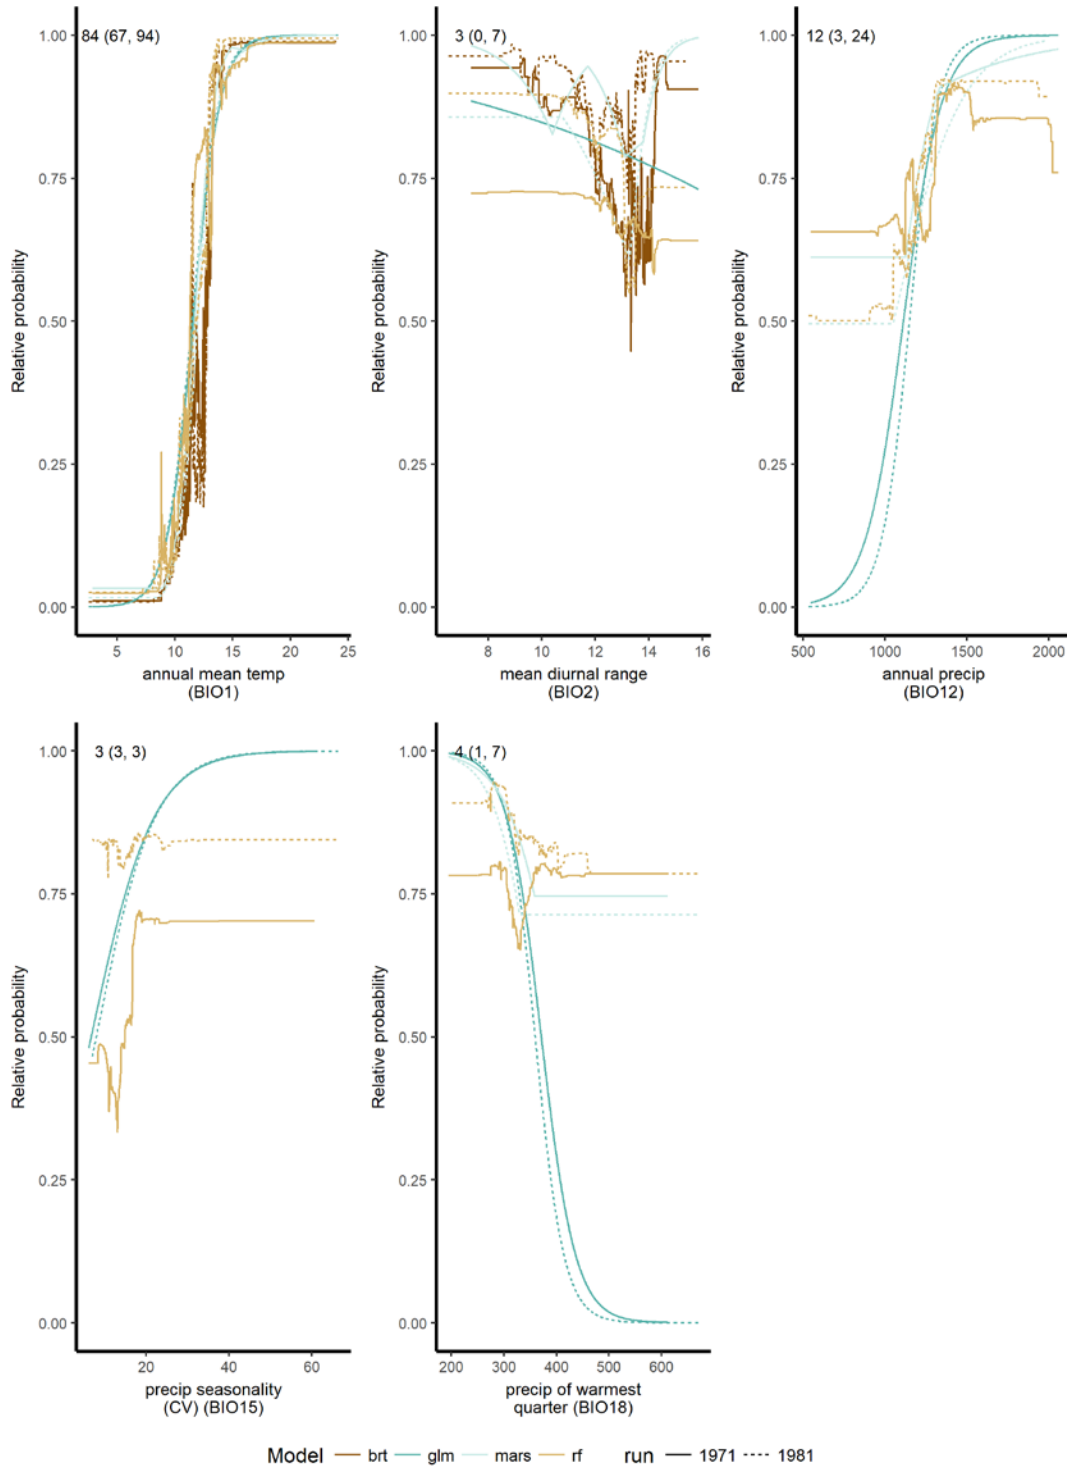 84 (67, 94)
1.00
0.75
0.50
0.25
0.00
Relative probability
5 10 15 20 25
annual mean temp
(BIO1)
3 (0, 7)
1.00
0.75
0.50
0.25
0.00
Relative probability
8 10 12 14 16
mean diurnal range
(BIO2)
12 (3, 24)
1.00
0.75
0.50
0.25
0.00
Relative probability
500 1000 1500 2000
annual precip
(BIO12)
3 (3, 3)
1.00
0.75
0.50
0.25
0.00
Relative probability
20 40 60
precip seasonality
(CV) (BIO15)
4 (1, 7)
1.00
0.75
0.50
0.25
0.00
Relative probability
200 300 400 500 600
precip of warmest
quarter (BIO18)
Model brt glm mars rf run 1971 1981